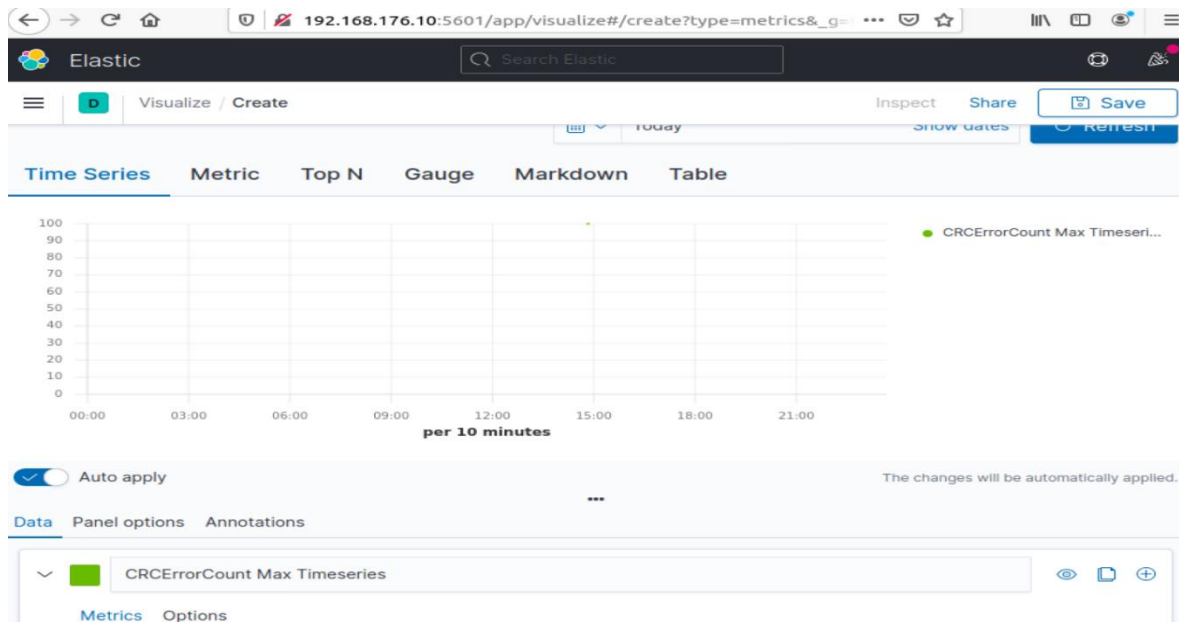 192.168.176.10:5601/app/visualize#/create?type=metrics&_g=
Elastic
Search Elastic
D
Visualize / Create
Inspect
Share
Save
Today
Show dates
Refresh
Time Series
Metric
Top N
Gauge
Markdown
Table
100
90
80
70
60
50
40
30
20
10
0
00:00
03:00
06:00
09:00
12:00
15:00
18:00
21:00
per 10 minutes
CRCErrorCount Max Timeseri...
Auto apply
The changes will be automatically applied.
Data
Panel options
Annotations
CRCErrorCount Max Timeseries
Metrics
Options